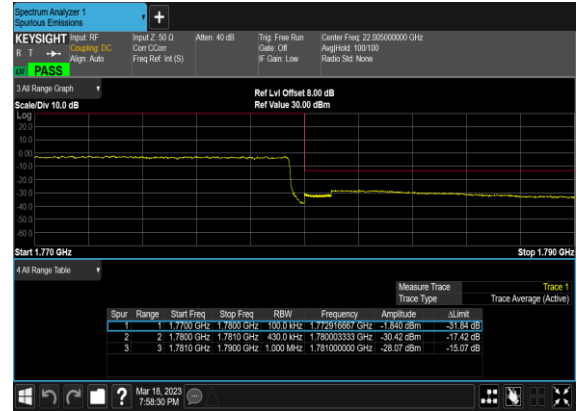 Spectrum Analyzer 1
Spurious Emissions
KEYSIGHT Input: RF Input Z: 50 Ω Atten: 40 dB Trig: Free Run Center Freq: 22.005000000 GHz
R T Coupling: DC Corr CCorr Gate: Off Avg|Hold: 100/100
Align: Auto Freq Ref: Int (S) IF Gain: Low Radio Std: None
PASS
3 All Range Graph
Ref Lvl Offset 8.00 dB
Scale/Div 10.0 dB Ref Value 30.00 dBm
Log
20.0
10.0
0.00
-10.0
-20.0
-30.0
-40.0
-50.0
-60.0
Start 1.770 GHz Stop 1.790 GHz
4 All Range Table
Measure Trace Trace 1
Trace Type Trace Average (Active)
Spur Range Start Freq Stop Freq RBW Frequency Amplitude ΔLimit
1 1 1.7700 GHz 1.7800 GHz 100.0 kHz 1.772916667 GHz -1.840 dBm -31.84 dB
2 2 1.7800 GHz 1.7810 GHz 430.0 kHz 1.780003333 GHz -30.42 dBm -17.42 dB
3 3 1.7810 GHz 1.7900 GHz 1.000 MHz 1.781000000 GHz -28.07 dBm -15.07 dB
? Mar 18, 2023
7:58:30 PM